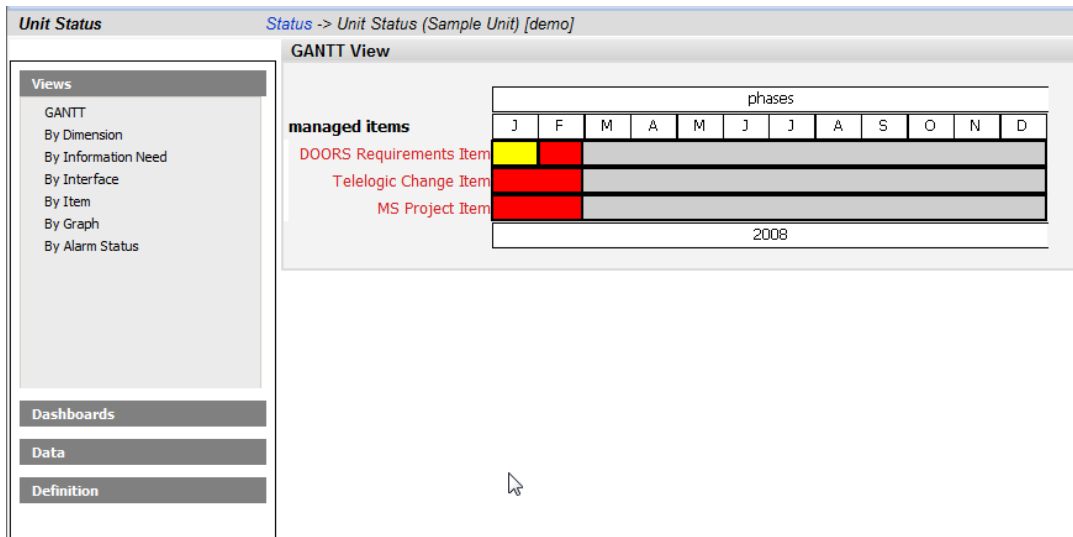 Unit Status Status -> Unit Status (Sample Unit) [demo]
GANTT View
Views
GANTT
By Dimension
By Information Need
By Interface
By Item
By Graph
By Alarm Status
Dashboards
Data
Definition
phases
managed items J F M A M J J A S O N D
DOORS Requirements Item
Telelogic Change Item
MS Project Item
2008